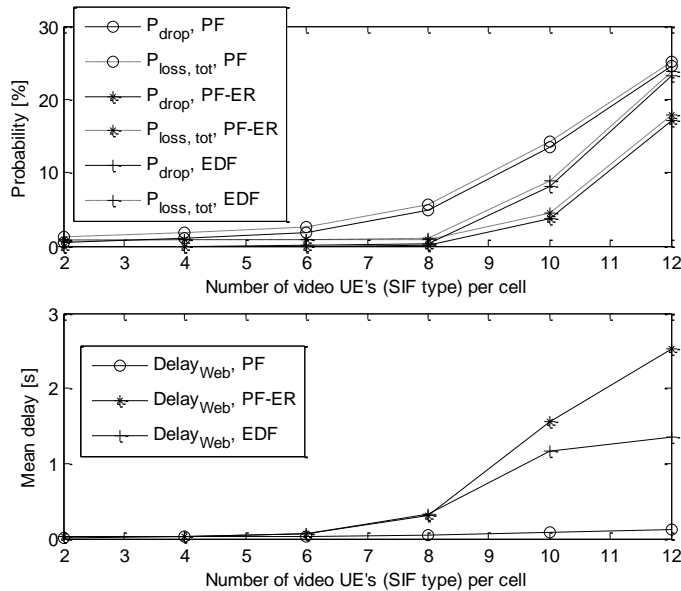 30
20
10
0
Probability [%]
P_drop, PF
P_loss, tot, PF
P_drop, PF-ER
P_loss, tot, PF-ER
P_drop, EDF
P_loss, tot, EDF
2 3 4 5 6 7 8 9 10 11 12
Number of video UE's (SIF type) per cell
3
2
1
0
Mean delay [s]
Delay_Web, PF
Delay_Web, PF-ER
Delay_Web, EDF
2 3 4 5 6 7 8 9 10 11 12
Number of video UE's (SIF type) per cell